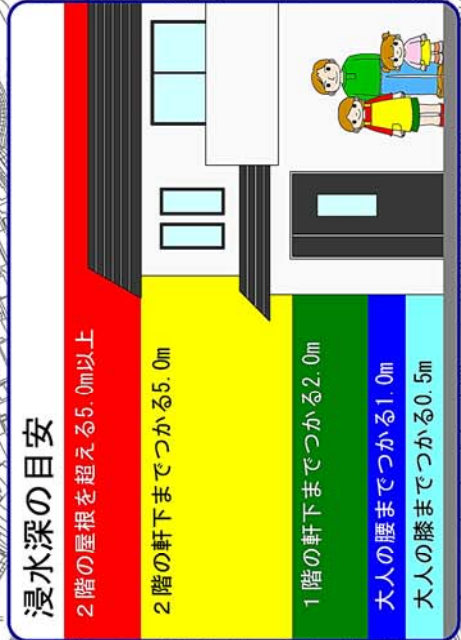 浸水深の目安
２階の屋根を超える5.0m以上
２階の軒下までつかる5.0m
１階の軒下までつかる2.0m
大人の腰までつかる1.0m
大人の膝までつかる0.5m